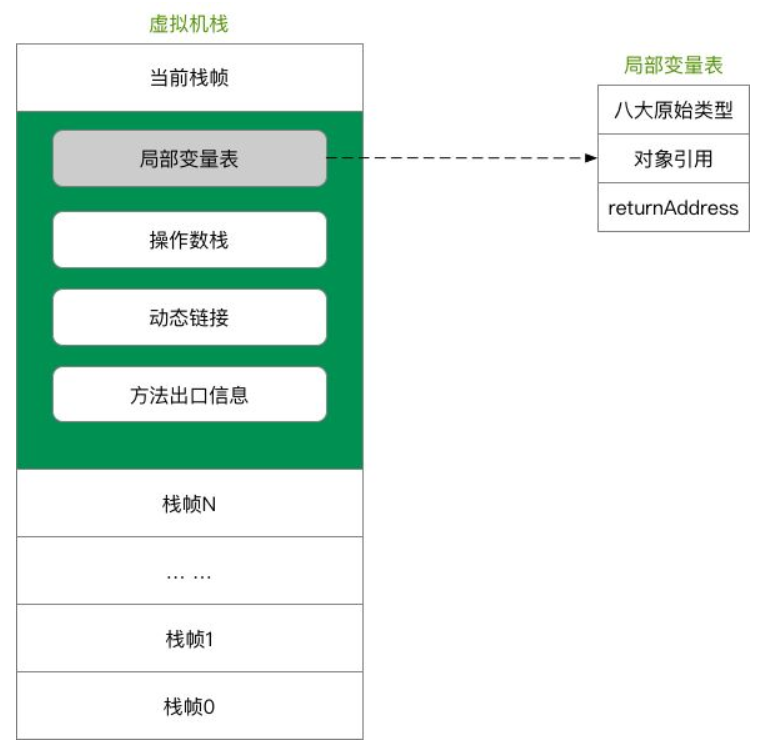 虚拟机栈
当前栈帧
局部变量表
操作数栈
动态链接
方法出口信息
栈帧N
... ...
栈帧1
栈帧0
局部变量表
八大原始类型
对象引用
returnAddress